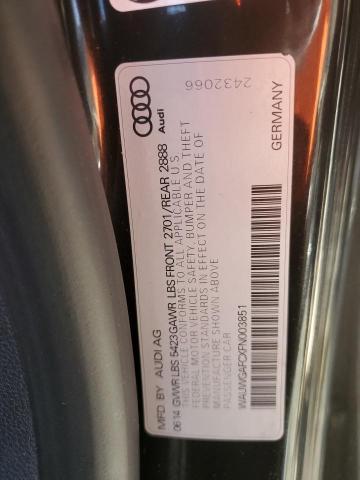 2432066
Audi
MFD BY AUDI AG GERMANY
06 14 GVWR LBS 5423 GAWR LBS FRONT 2701/REAR 2888
THIS VEHICLE CONFORMS TO ALL APPLICABLE U S
FEDERAL MOTOR VEHICLE SAFETY, BUMPER AND THEFT
PREVENTION STANDARDS IN EFFECT ON THE DATE OF
MANUFACTURE SHOWN ABOVE
PASSENGER CAR
WAUWGAFCXFN003851